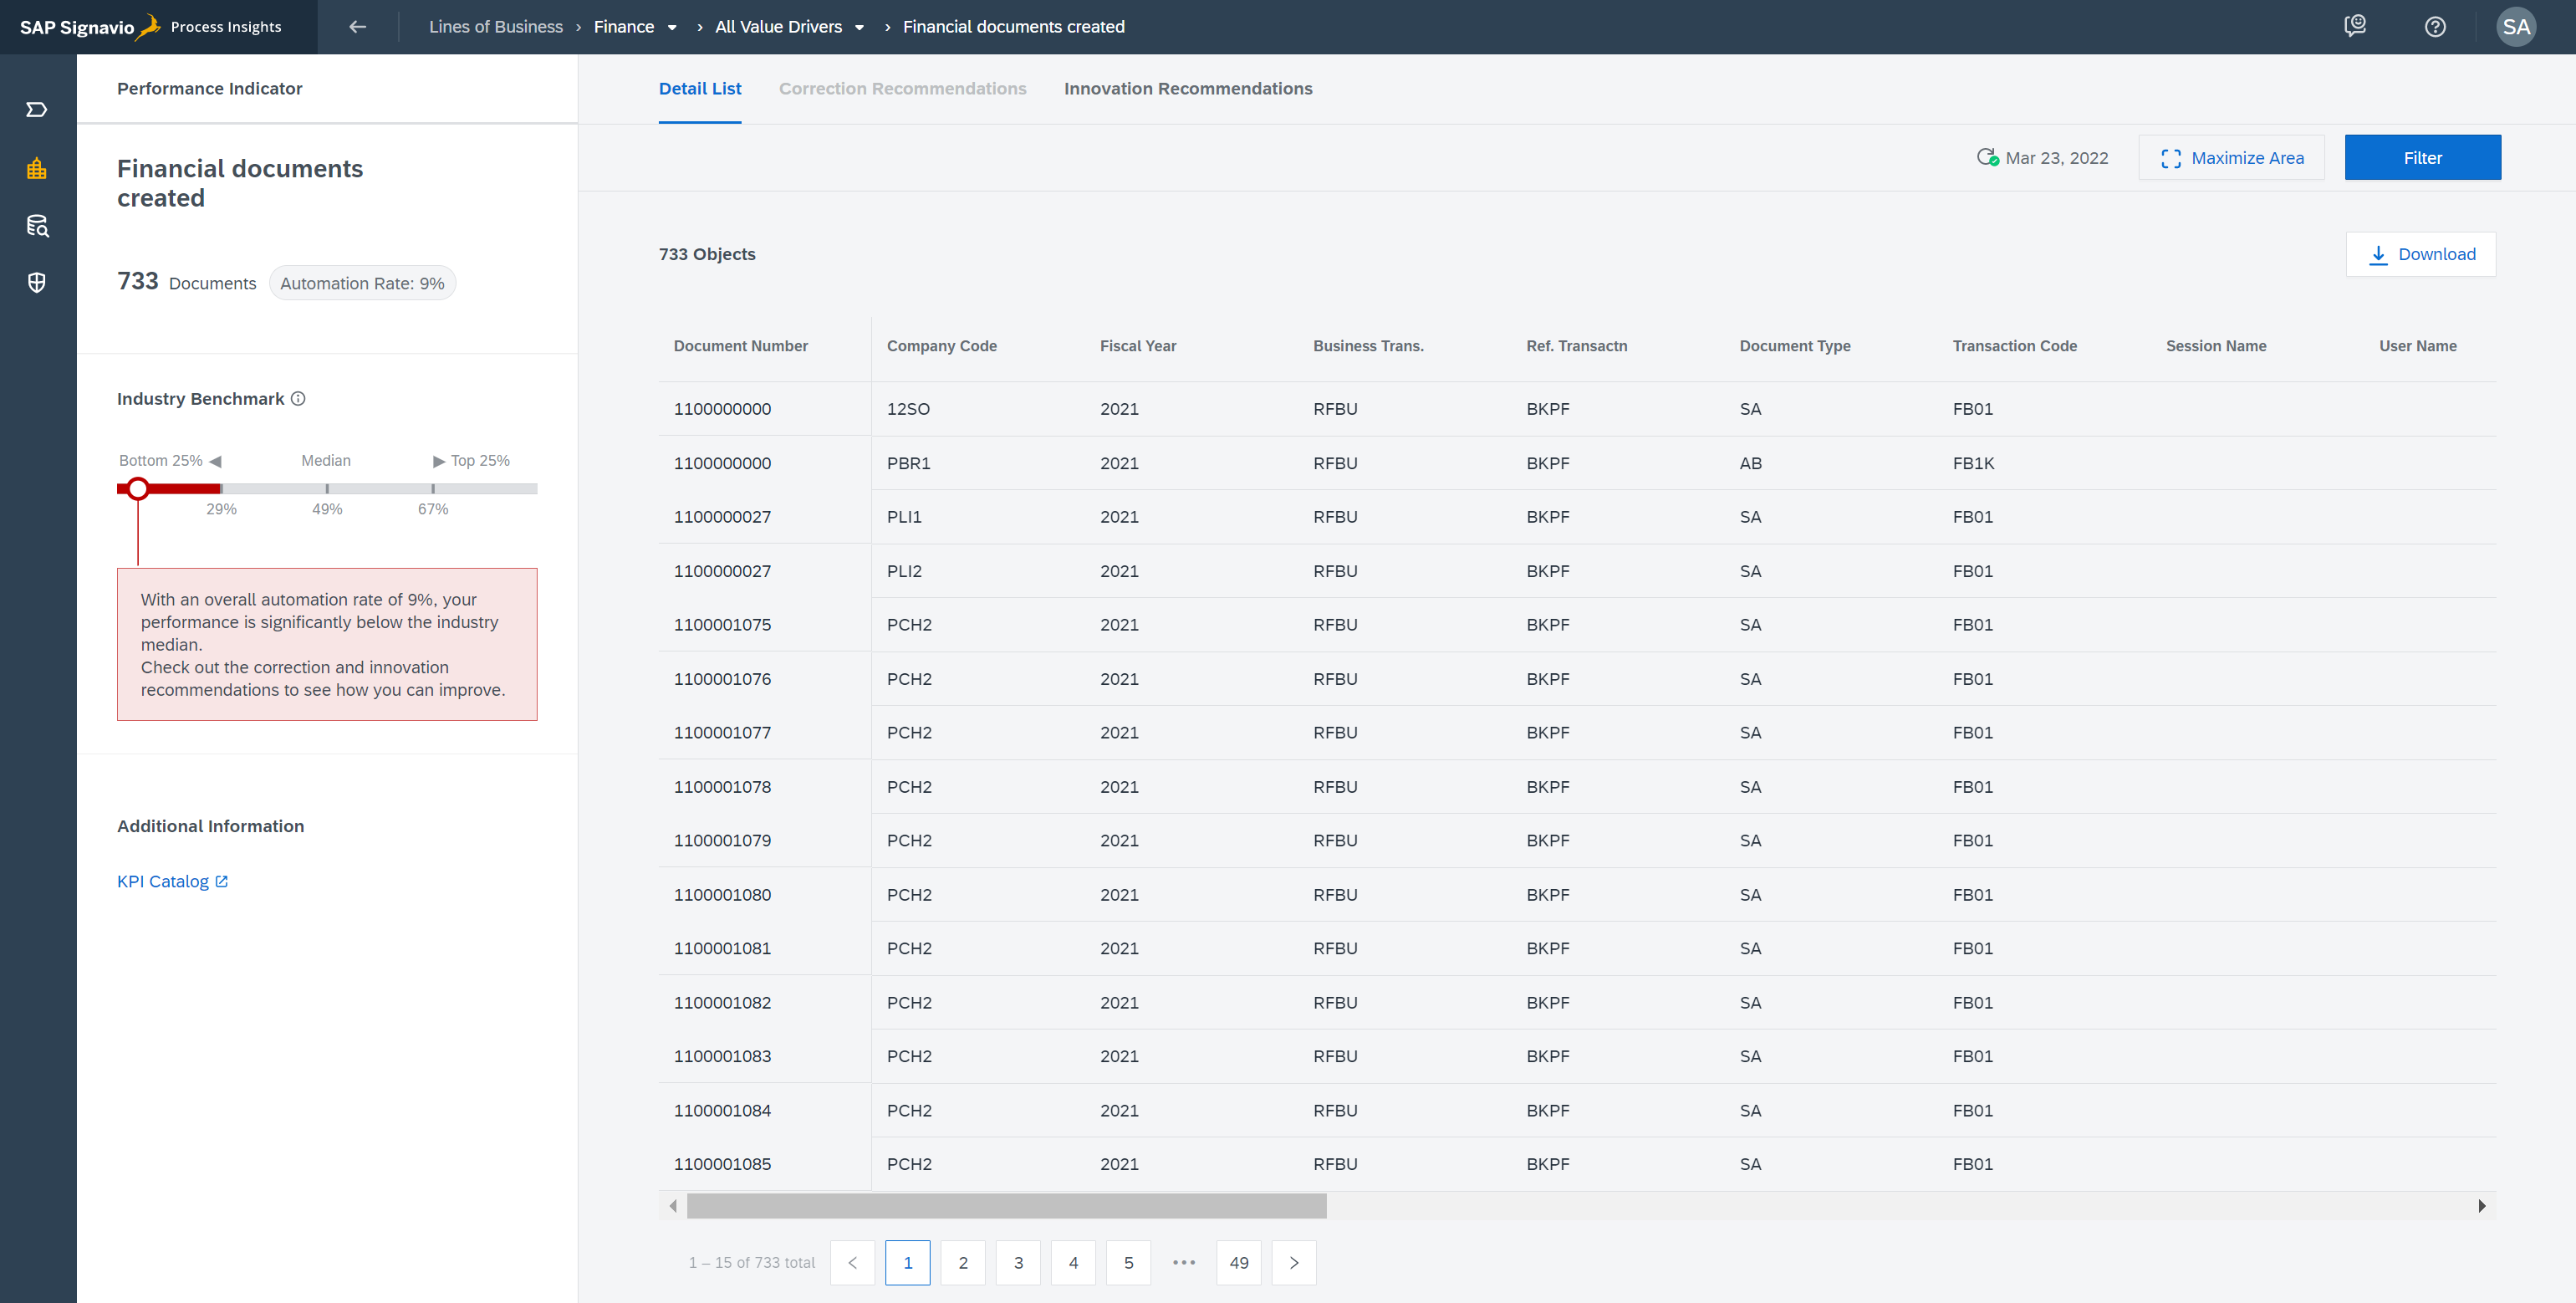 SAP Signavio Process Insights
Lines of Business › Finance › All Value Drivers › Financial documents created
SA
Performance Indicator
Financial documents
created
733 Documents Automation Rate: 9%
Industry Benchmark
Bottom 25% ◀ Median ▶ Top 25%
29% 49% 67%
With an overall automation rate of 9%, your
performance is significantly below the industry
median.
Check out the correction and innovation
recommendations to see how you can improve.
Additional Information
KPI Catalog
Detail List Correction Recommendations Innovation Recommendations
Mar 23, 2022 Maximize Area Filter
733 Objects Download
Document Number Company Code Fiscal Year Business Trans. Ref. Transactn Document Type Transaction Code Session Name User Name
1100000000 12SO 2021 RFBU BKPF SA FB01
1100000000 PBR1 2021 RFBU BKPF AB FB1K
1100000027 PLI1 2021 RFBU BKPF SA FB01
1100000027 PLI2 2021 RFBU BKPF SA FB01
1100001075 PCH2 2021 RFBU BKPF SA FB01
1100001076 PCH2 2021 RFBU BKPF SA FB01
1100001077 PCH2 2021 RFBU BKPF SA FB01
1100001078 PCH2 2021 RFBU BKPF SA FB01
1100001079 PCH2 2021 RFBU BKPF SA FB01
1100001080 PCH2 2021 RFBU BKPF SA FB01
1100001081 PCH2 2021 RFBU BKPF SA FB01
1100001082 PCH2 2021 RFBU BKPF SA FB01
1100001083 PCH2 2021 RFBU BKPF SA FB01
1100001084 PCH2 2021 RFBU BKPF SA FB01
1100001085 PCH2 2021 RFBU BKPF SA FB01
1 – 15 of 733 total < 1 2 3 4 5 ••• 49 >